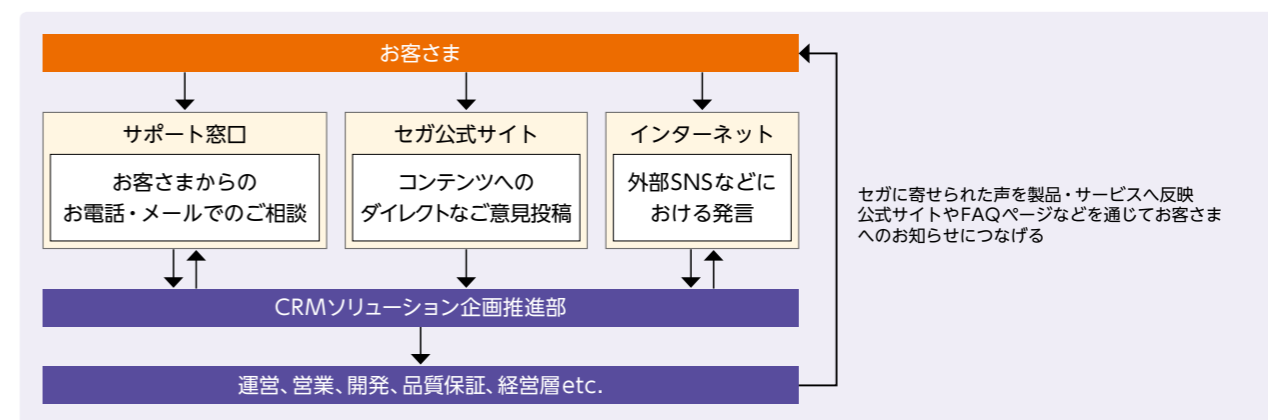 お客さま
サポート窓口
お客さまからの
お電話・メールでのご相談
セガ公式サイト
コンテンツへの
ダイレクトなご意見投稿
インターネット
外部SNSなどに
おける発言
CRMソリューション企画推進部
運営、営業、開発、品質保証、経営層etc.
セガに寄せられた声を製品・サービスへ反映
公式サイトやFAQページなどを通じてお客さま
へのお知らせにつなげる